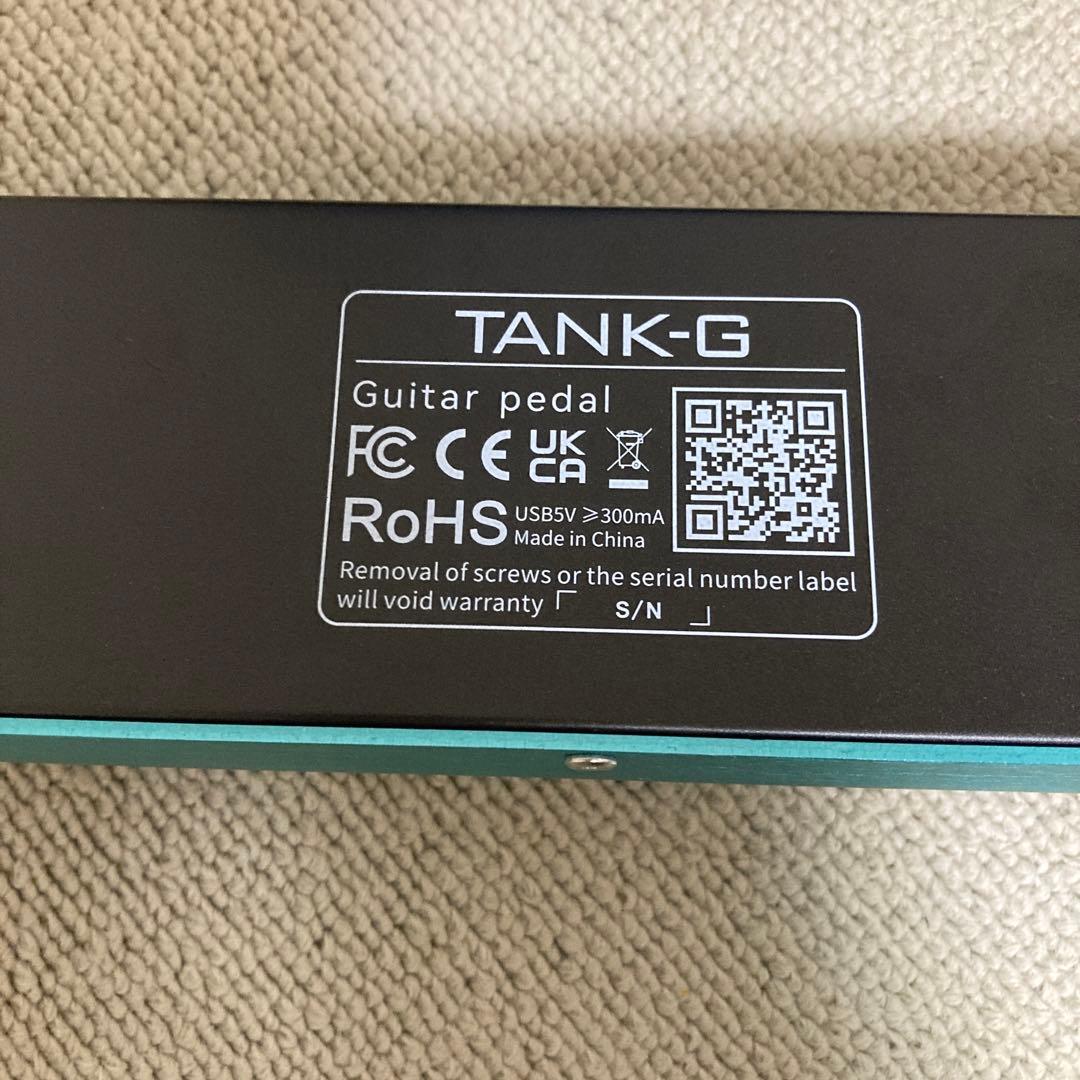 TANK-G
Guitar pedal
FC CE UK
CA
RoHS USB5V ≥300mA
Made in China
Removal of screws or the serial number label
will void warranty S/N